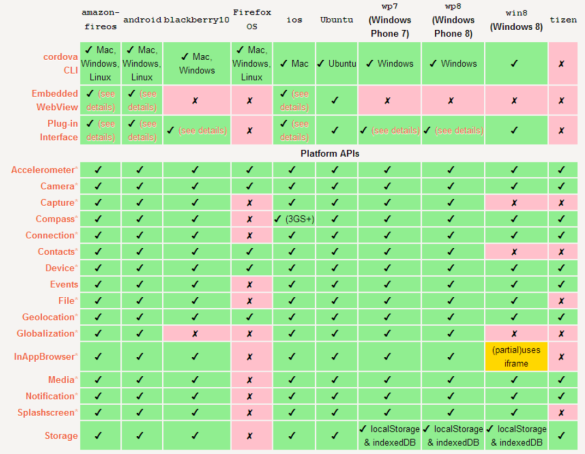 amazon-fireos android blackberry10 Firefox OS ios Ubuntu wp7 (Windows Phone 7) wp8 (Windows Phone 8) win8 (Windows 8) tizen
cordova CLI ✓ Mac, Windows, Linux ✓ Mac, Windows, Linux ✓ Mac, Windows ✓ Mac, Windows, Linux ✓ Mac ✓ Ubuntu ✓ Windows ✓ Windows ✓ ✗
Embedded WebView ✓ (see details) ✓ (see details) ✗ ✗ ✓ (see details) ✓ ✗ ✗ ✗ ✗
Plug-in Interface ✓ (see details) ✓ (see details) ✓ (see details) ✗ ✓ (see details) ✓ ✓ (see details) ✓ (see details) ✓ ✗
Platform APIs
Accelerometer* ✓ ✓ ✓ ✓ ✓ ✓ ✓ ✓ ✓ ✓
Camera* ✓ ✓ ✓ ✓ ✓ ✓ ✓ ✓ ✓ ✓
Capture* ✓ ✓ ✓ ✗ ✓ ✓ ✓ ✓ ✗ ✗
Compass* ✓ ✓ ✓ ✗ ✓ (3GS+) ✓ ✓ ✓ ✓ ✓
Connection* ✓ ✓ ✓ ✗ ✓ ✓ ✓ ✓ ✓ ✓
Contacts* ✓ ✓ ✓ ✓ ✓ ✓ ✓ ✓ ✗ ✗
Device* ✓ ✓ ✓ ✓ ✓ ✓ ✓ ✓ ✓ ✓
Events ✓ ✓ ✓ ✗ ✓ ✓ ✓ ✓ ✓ ✓
File* ✓ ✓ ✓ ✗ ✓ ✓ ✓ ✓ ✓ ✗
Geolocation* ✓ ✓ ✓ ✓ ✓ ✓ ✓ ✓ ✓ ✓
Globalization* ✓ ✓ ✗ ✗ ✓ ✓ ✓ ✓ ✗ ✗
InAppBrowser* ✓ ✓ ✓ ✗ ✓ ✓ ✓ ✓ (partial)uses iframe ✗
Media* ✓ ✓ ✓ ✗ ✓ ✓ ✓ ✓ ✓ ✓
Notification* ✓ ✓ ✓ ✗ ✓ ✓ ✓ ✓ ✓ ✓
Splashscreen* ✓ ✓ ✓ ✗ ✓ ✓ ✓ ✓ ✓ ✗
Storage ✓ ✓ ✓ ✗ ✓ ✓ ✓ localStorage & indexedDB ✓ localStorage & indexedDB ✓ localStorage & indexedDB ✓